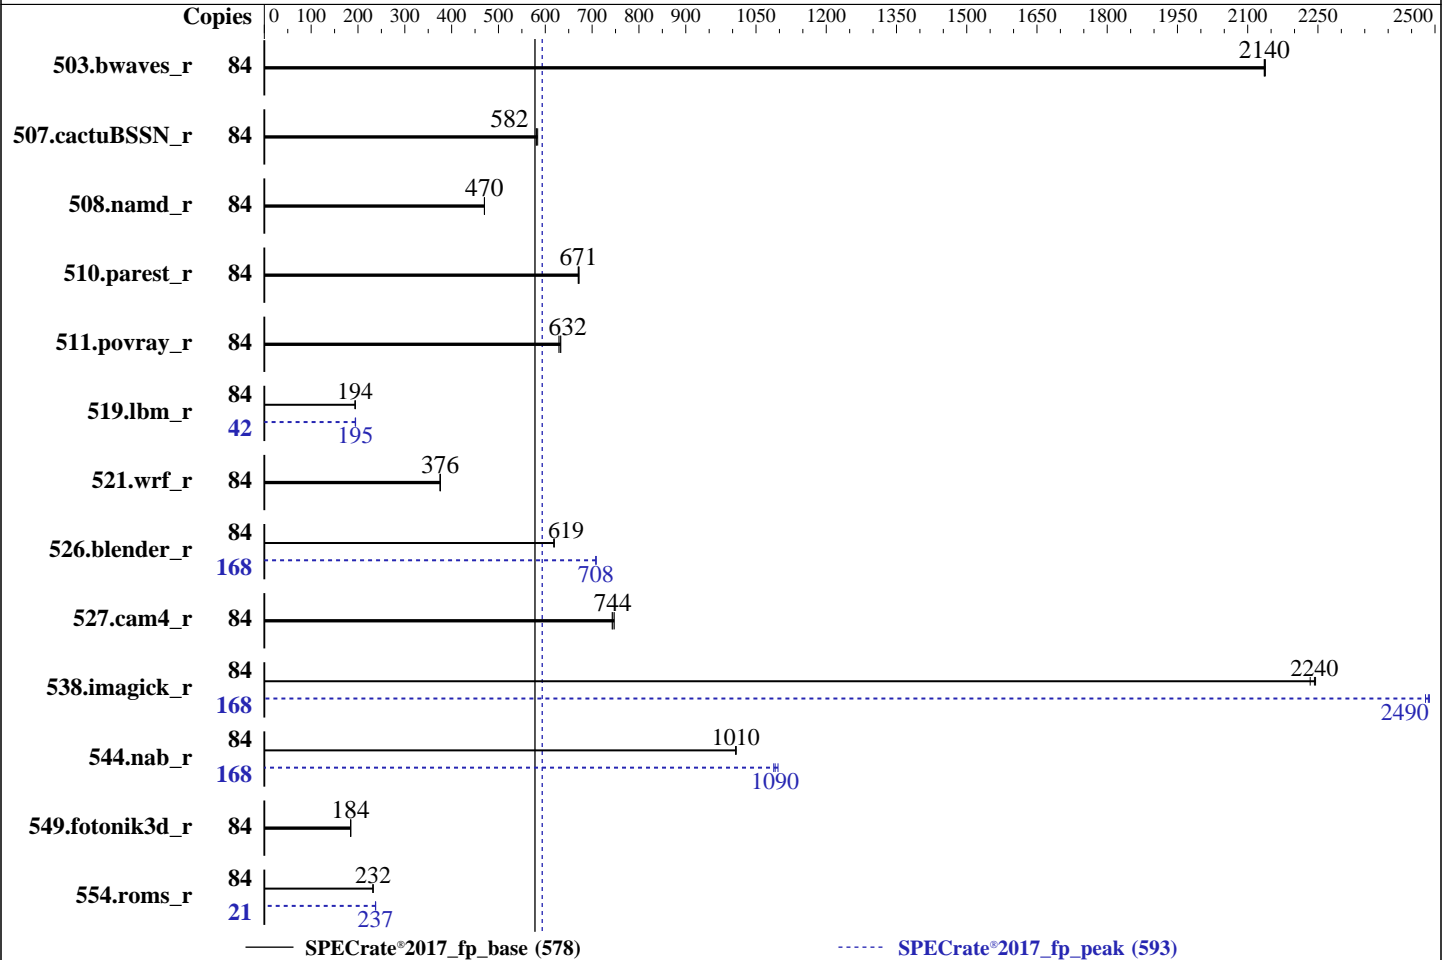 Copies 0 100 200 300 400 500 600 700 800 900 1050 1200 1350 1500 1650 1800 1950 2100 2250 2500
503.bwaves_r 84 2140
507.cactuBSSN_r 84 582
508.namd_r 84 470
510.parest_r 84 671
511.povray_r 84 632
84 194
519.lbm_r
42 195
521.wrf_r 84 376
84 619
526.blender_r
168 708
527.cam4_r 84 744
84 2240
538.imagick_r
168 2490
84 1010
544.nab_r
168 1090
549.fotonik3d_r 84 184
84 232
554.roms_r
21 237
SPECrate®2017_fp_base (578) SPECrate®2017_fp_peak (593)